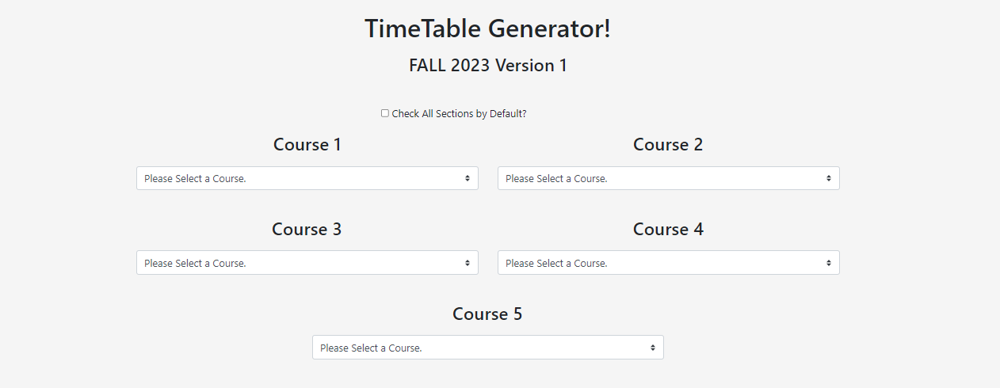 TimeTable Generator!
FALL 2023 Version 1
Check All Sections by Default?
Course 1
Please Select a Course.
Course 2
Please Select a Course.
Course 3
Please Select a Course.
Course 4
Please Select a Course.
Course 5
Please Select a Course.